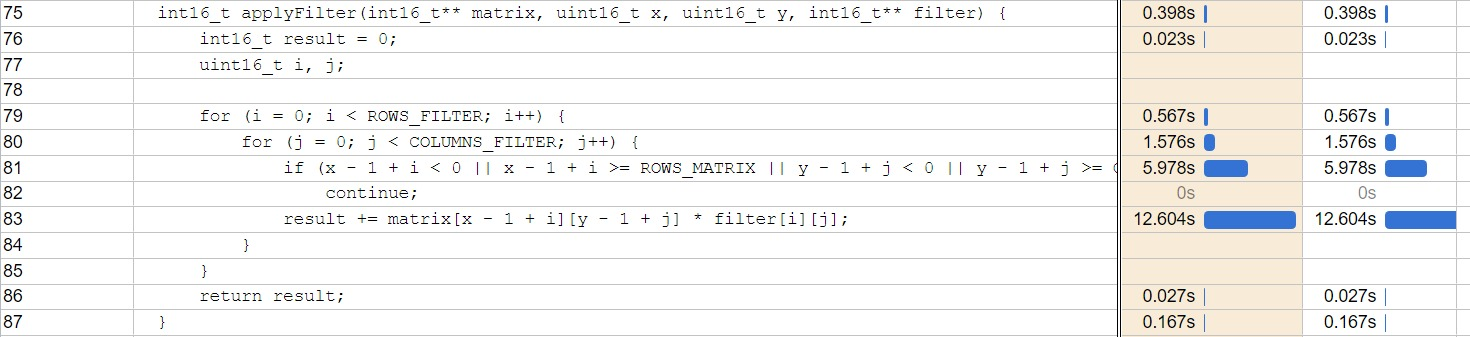 75 int16_t applyFilter(int16_t** matrix, uint16_t x, uint16_t y, int16_t** filter) { 0.398s 0.398s
76 int16_t result = 0; 0.023s 0.023s
77 uint16_t i, j;
78
79 for (i = 0; i < ROWS_FILTER; i++) { 0.567s 0.567s
80 for (j = 0; j < COLUMNS_FILTER; j++) { 1.576s 1.576s
81 if (x - 1 + i < 0 || x - 1 + i >= ROWS_MATRIX || y - 1 + j < 0 || y - 1 + j >= 5.978s 5.978s
82 continue; 0s 0s
83 result += matrix[x - 1 + i][y - 1 + j] * filter[i][j]; 12.604s 12.604s
84 }
85 }
86 return result; 0.027s 0.027s
87 } 0.167s 0.167s